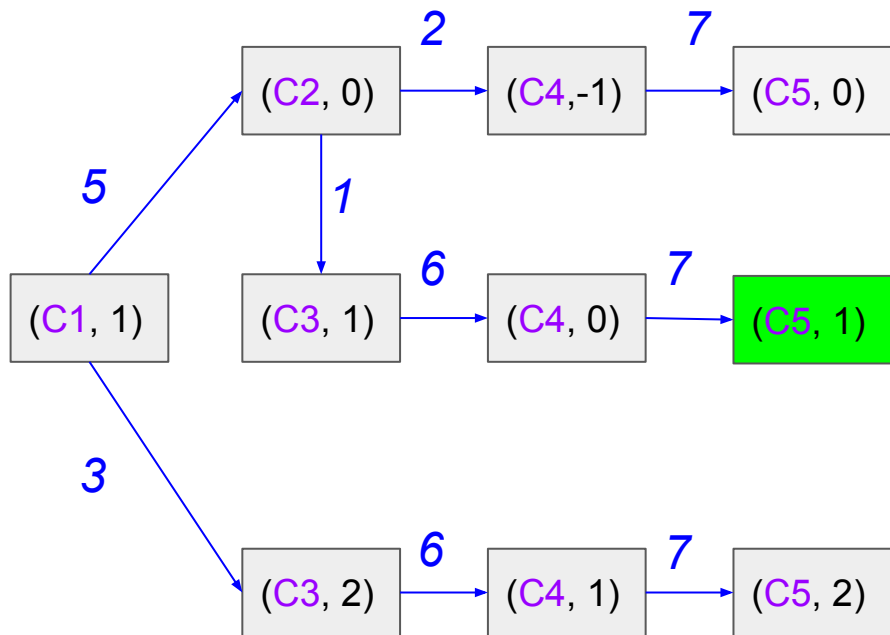 2 7
(C2, 0) (C4,-1) (C5, 0)
5 1
6 7
(C1, 1) (C3, 1) (C4, 0) (C5, 1)
3
6 7
(C3, 2) (C4, 1) (C5, 2)